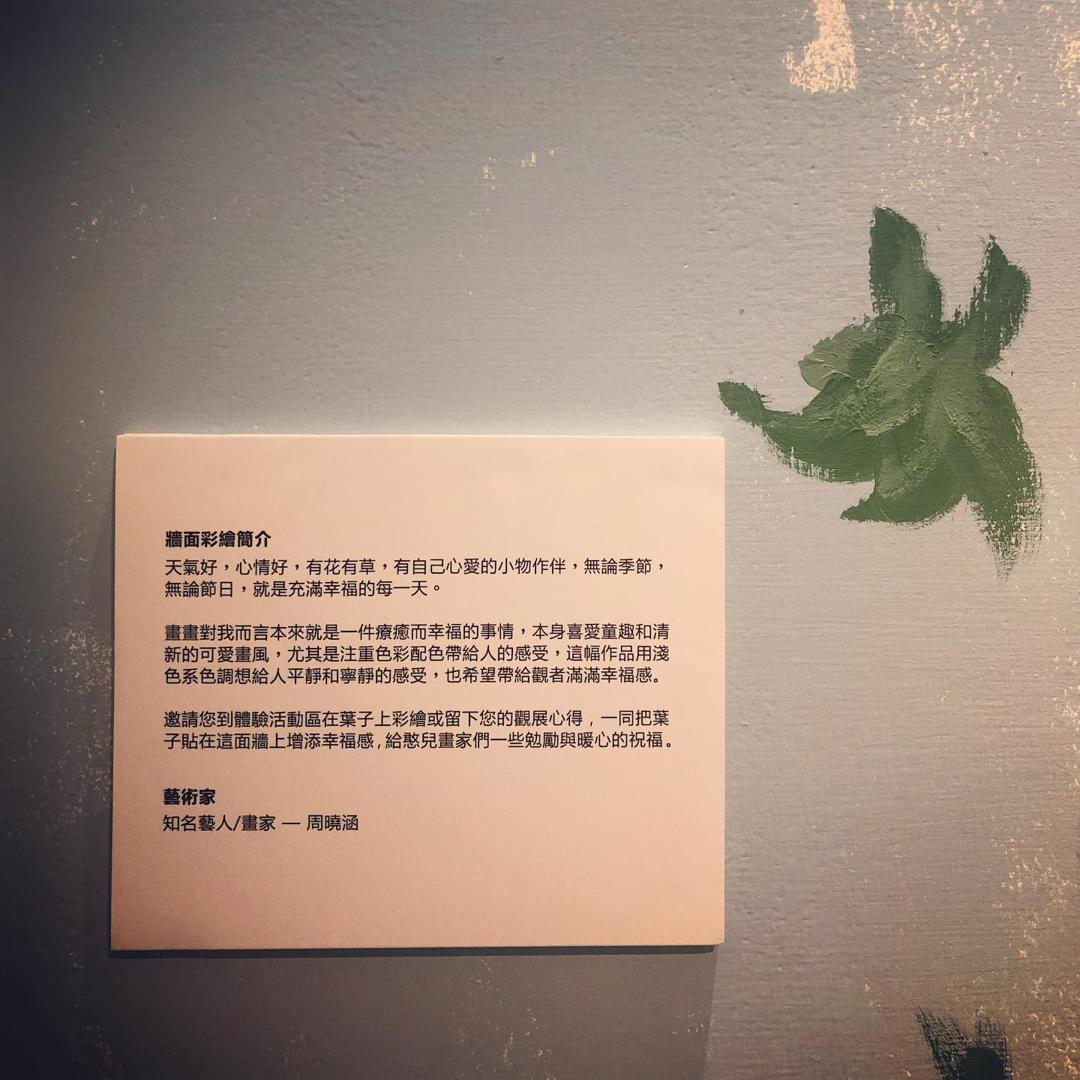 牆面彩繪簡介
天氣好，心情好，有花有草，有自己心愛的小物作伴，無論季節，
無論節日，就是充滿幸福的每一天。
畫畫對我而言本來就是一件療癒而幸福的事情，本身喜愛童趣和清
新的可愛畫風，尤其是注重色彩配色帶給人的感受，這幅作品用淺
色系色調想給人平靜和寧靜的感受，也希望帶給觀者滿滿幸福感。
邀請您到體驗活動區在葉子上彩繪或留下您的觀展心得，一同把葉
子貼在這面牆上增添幸福感,給憨兒畫家們一些勉勵與暖心的祝福。
藝術家
知名藝人/畫家 — 周曉涵